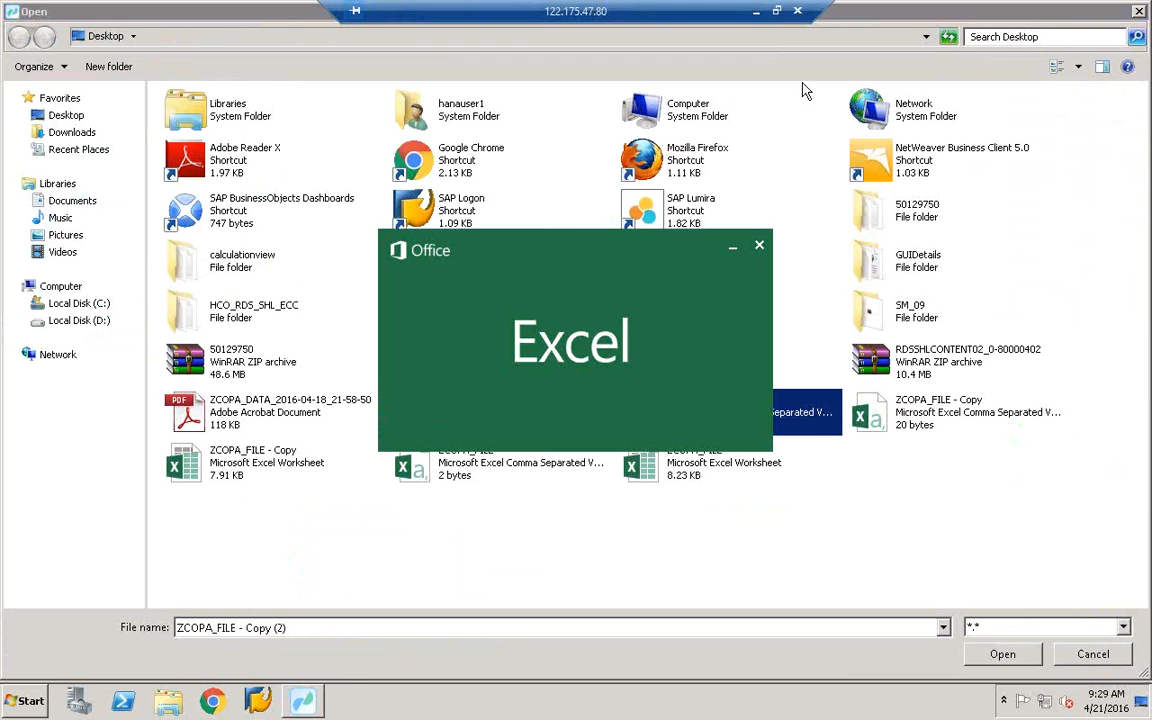 Open
122.175.47.80
Desktop
Search Desktop
Organize
New folder
Favorites
Desktop
Downloads
Recent Places
Libraries
Documents
Music
Pictures
Videos
Computer
Local Disk (C:)
Local Disk (D:)
Network
Libraries
System Folder
hanauser1
System Folder
Computer
System Folder
Network
System Folder
Adobe Reader X
Shortcut
1.97 KB
Google Chrome
Shortcut
2.13 KB
Mozilla Firefox
Shortcut
1.11 KB
NetWeaver Business Client 5.0
Shortcut
1.03 KB
SAP BusinessObjects Dashboards
Shortcut
747 bytes
SAP Logon
Shortcut
1.09 KB
SAP Lumira
Shortcut
1.82 KB
50129750
File folder
calculationview
File folder
GUIDetails
File folder
HCO_RDS_SHL_ECC
File folder
SM_09
File folder
50129750
WinRAR ZIP archive
48.6 MB
RDSSHLCONTENT02_0-80000402
WinRAR ZIP archive
10.4 MB
PDF
ZCOPA_DATA_2016-04-18_21-58-50
Adobe Acrobat Document
118 KB
Separated V...
ZCOPA_FILE - Copy
Microsoft Excel Comma Separated V...
20 bytes
ZCOPA_FILE - Copy
Microsoft Excel Worksheet
7.91 KB
Microsoft Excel Comma Separated V...
2 bytes
Microsoft Excel Worksheet
8.23 KB
Office
Excel
File name:
ZCOPA_FILE - Copy (2)
*.*
Open
Cancel
Start
9:29 AM
4/21/2016